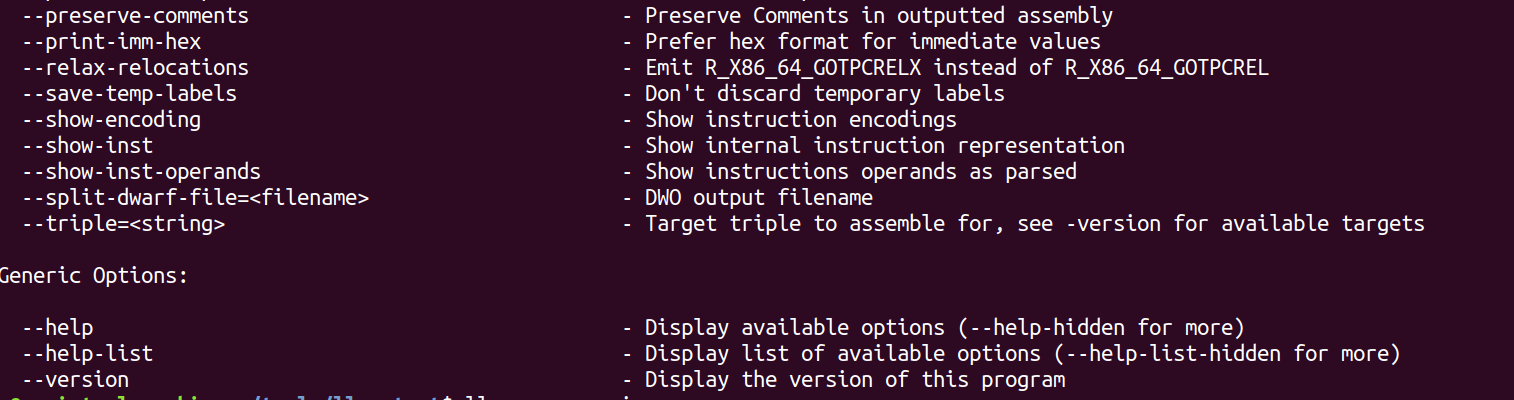 --preserve-comments - Preserve Comments in outputted assembly
--print-imm-hex - Prefer hex format for immediate values
--relax-relocations - Emit R_X86_64_GOTPCRELX instead of R_X86_64_GOTPCREL
--save-temp-labels - Don't discard temporary labels
--show-encoding - Show instruction encodings
--show-inst - Show internal instruction representation
--show-inst-operands - Show instructions operands as parsed
--split-dwarf-file=<filename> - DWO output filename
--triple=<string> - Target triple to assemble for, see -version for available targets
Generic Options:
--help - Display available options (--help-hidden for more)
--help-list - Display list of available options (--help-list-hidden for more)
--version - Display the version of this program